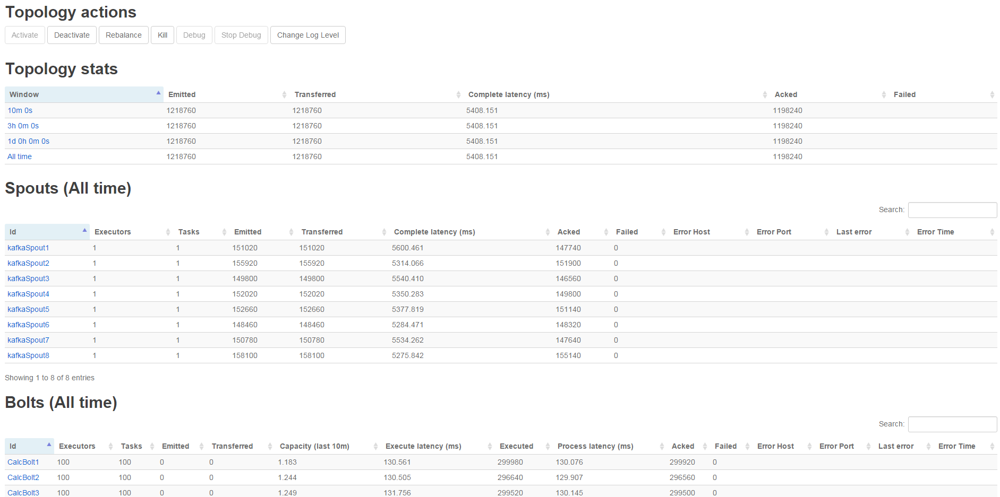 Topology actions
Activate Deactivate Rebalance Kill Debug Stop Debug Change Log Level
Topology stats
Window Emitted Transferred Complete latency (ms) Acked Failed
10m 0s 1218760 1218760 5408.151 1198240
3h 0m 0s 1218760 1218760 5408.151 1198240
1d 0h 0m 0s 1218760 1218760 5408.151 1198240
All time 1218760 1218760 5408.151 1198240
Spouts (All time)
Search:
Id Executors Tasks Emitted Transferred Complete latency (ms) Acked Failed Error Host Error Port Last error Error Time
kafkaSpout1 1 1 151020 151020 5600.461 147740 0
kafkaSpout2 1 1 155920 155920 5314.066 151900 0
kafkaSpout3 1 1 149800 149800 5540.410 146560 0
kafkaSpout4 1 1 152020 152020 5350.283 149800 0
kafkaSpout5 1 1 152660 152660 5377.819 151140 0
kafkaSpout6 1 1 148460 148460 5284.471 148320 0
kafkaSpout7 1 1 150780 150780 5534.262 147640 0
kafkaSpout8 1 1 158100 158100 5275.842 155140 0
Showing 1 to 8 of 8 entries
Bolts (All time)
Search:
Id Executors Tasks Emitted Transferred Capacity (last 10m) Execute latency (ms) Executed Process latency (ms) Acked Failed Error Host Error Port Last error Error Time
CalcBolt1 100 100 0 0 1.183 130.561 299980 130.076 299920 0
CalcBolt2 100 100 0 0 1.244 130.505 296640 129.907 296560 0
CalcBolt3 100 100 0 0 1.249 131.756 299520 130.145 299500 0